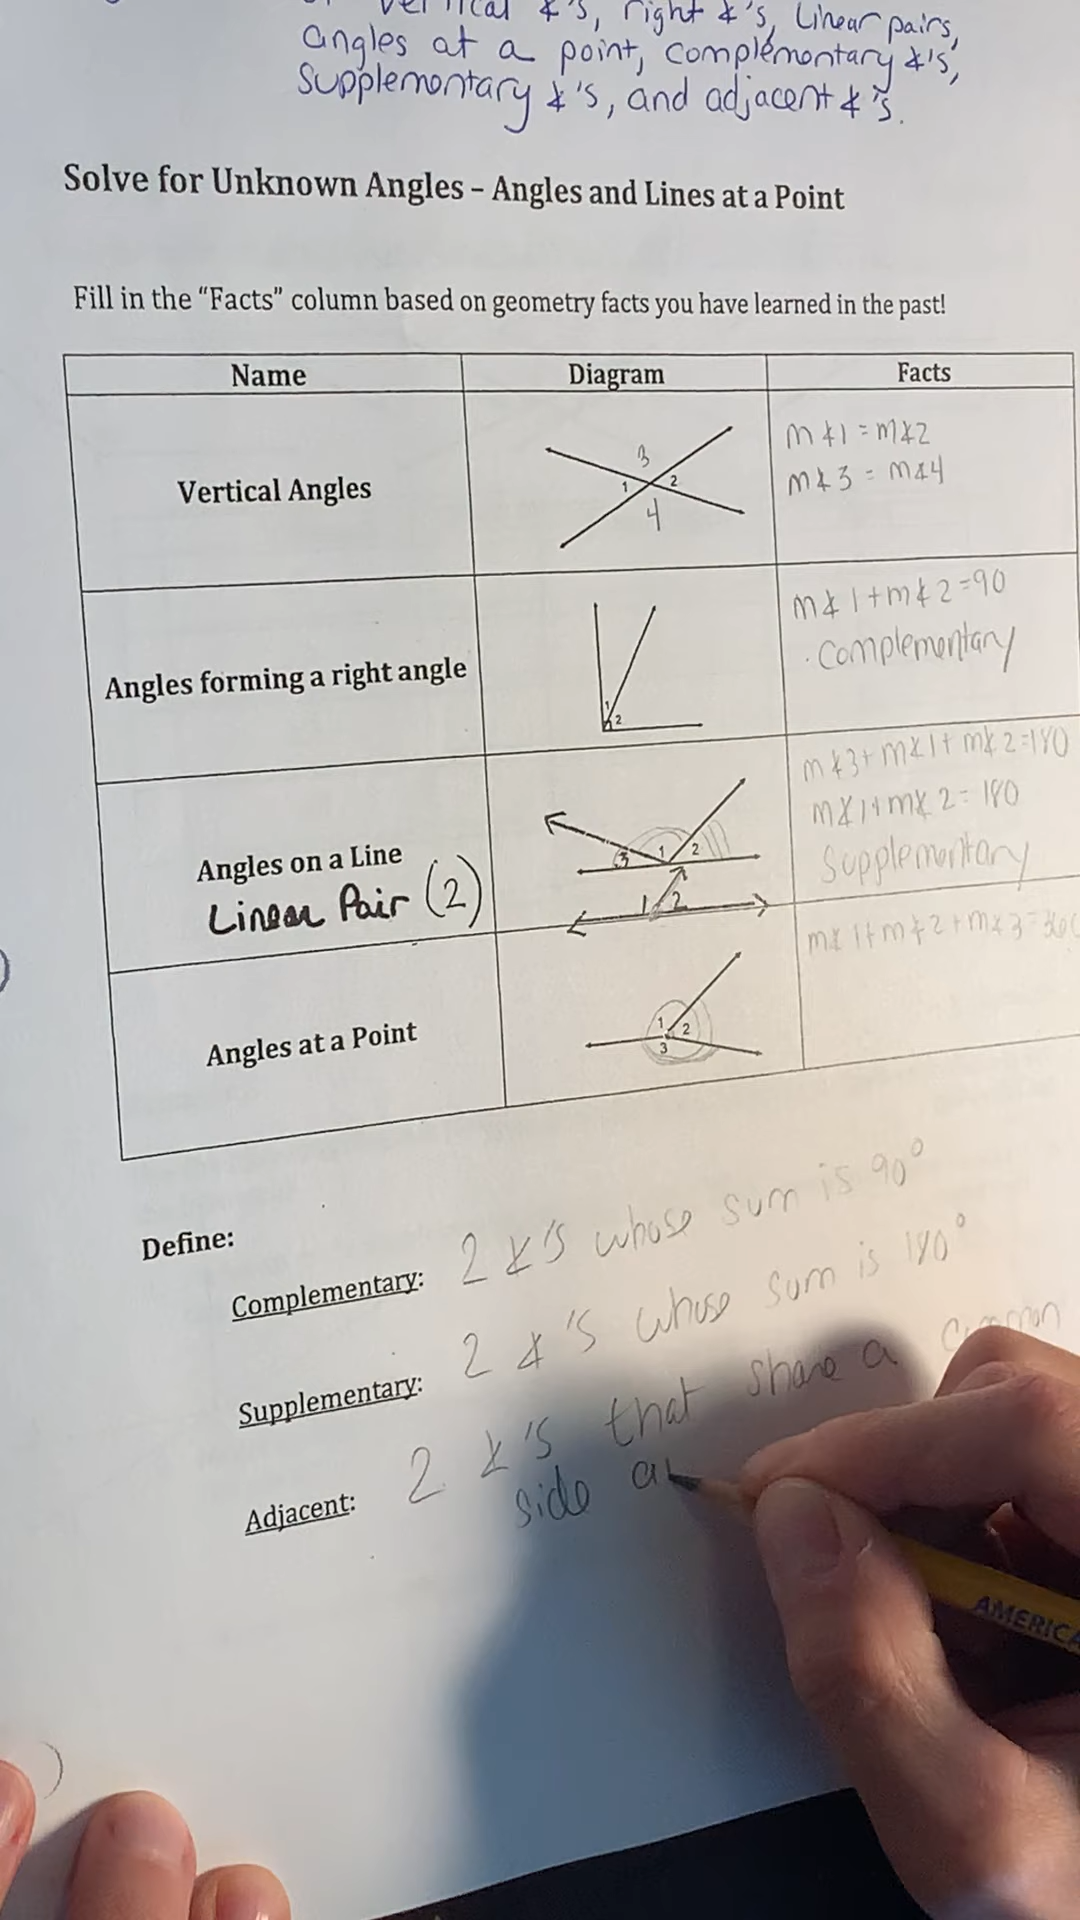 vertical ∡'s, right ∡'s, Linear pairs,
angles at a point, complementary ∡'s,
Supplementary ∡'s, and adjacent ∡'s.
Solve for Unknown Angles – Angles and Lines at a Point
Fill in the “Facts” column based on geometry facts you have learned in the past!
Name Diagram Facts
Vertical Angles
3
1 2
4
m∡1 = m∡2
m∡3 = m∡4
Angles forming a right angle
1
2
m∡1+m∡2=90
· Complementary
Angles on a Line
Linear Pair (2)
3 1 2
1 2
m∡3+m∡1+m∡2=180
m∡1+m∡2=180
Supplementary
Angles at a Point
1 2
3
m∡1+m∡2+m∡3=360
Define:
Complementary: 2 ∡'s whose sum is 90°
Supplementary: 2 ∡'s whose sum is 180°
Adjacent: 2 ∡'s that share a common
side
AMERICA